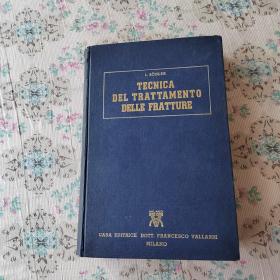 L. BÖHLER
TECNICA
DEL TRATTAMENTO
DELLE FRATTURE
CASA EDITRICE DOTT. FRANCESCO VALLARDI
MILANO